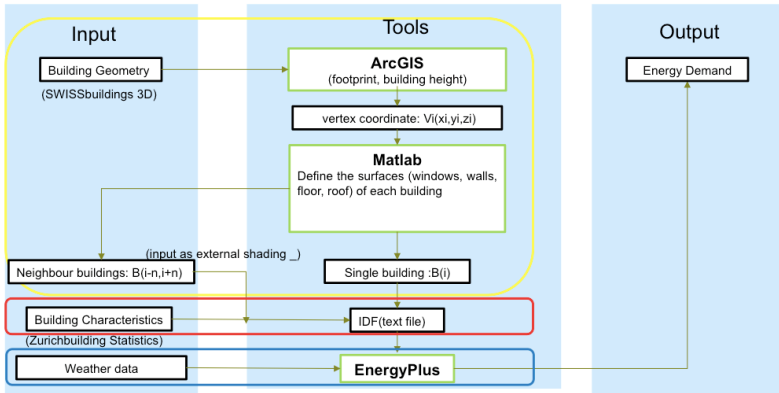 Input
Tools
Output
Building Geometry
(SWISSbuildings 3D)
ArcGIS
(footprint, building height)
Energy Demand
vertex coordinate: Vi(xi,yi,zi)
Matlab
Define the surfaces (windows, walls,
floor, roof) of each building
(input as external shading _)
Neighbour buildings: B(i-n,i+n)
Single building :B(i)
Building Characteristics
(Zurichbuilding Statistics)
IDF(text file)
Weather data
EnergyPlus